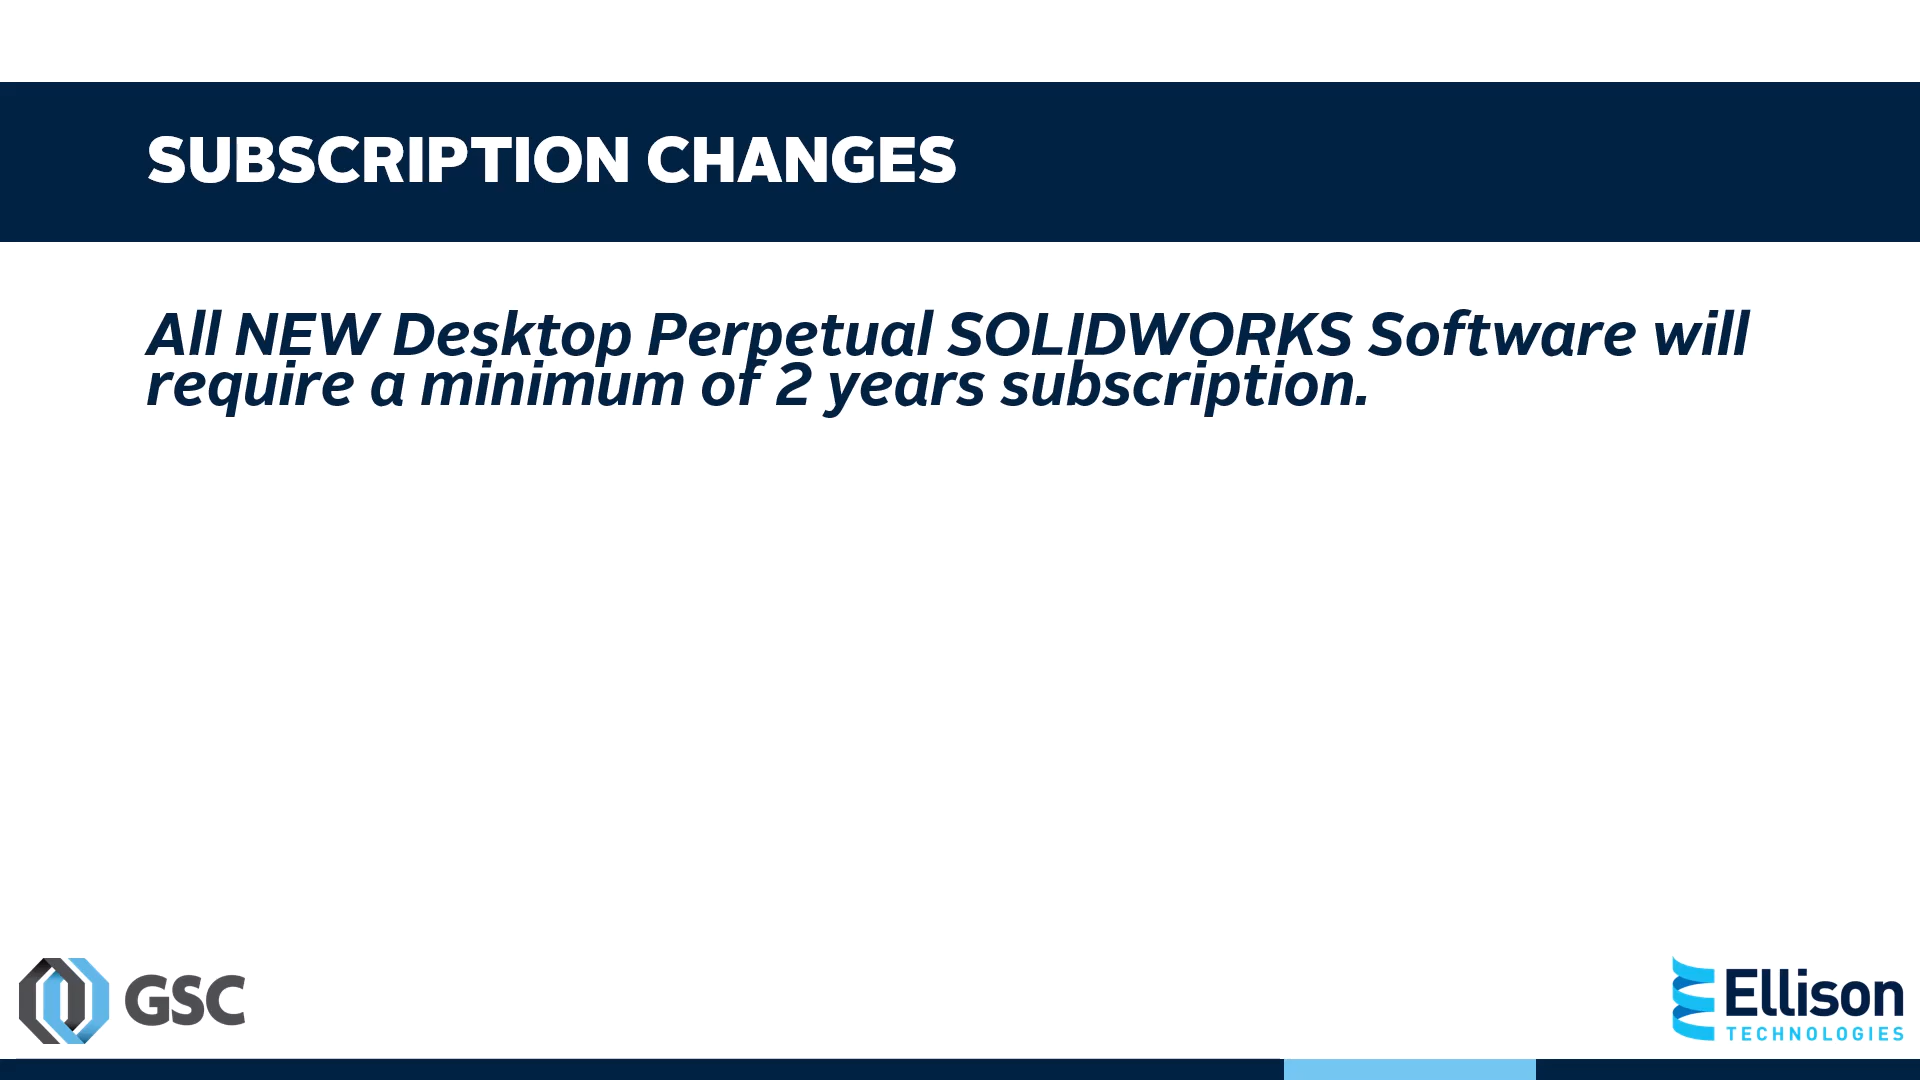 SUBSCRIPTION CHANGES
All NEW Desktop Perpetual SOLIDWORKS Software will
require a minimum of 2 years subscription.
GSC
Ellison
TECHNOLOGIES